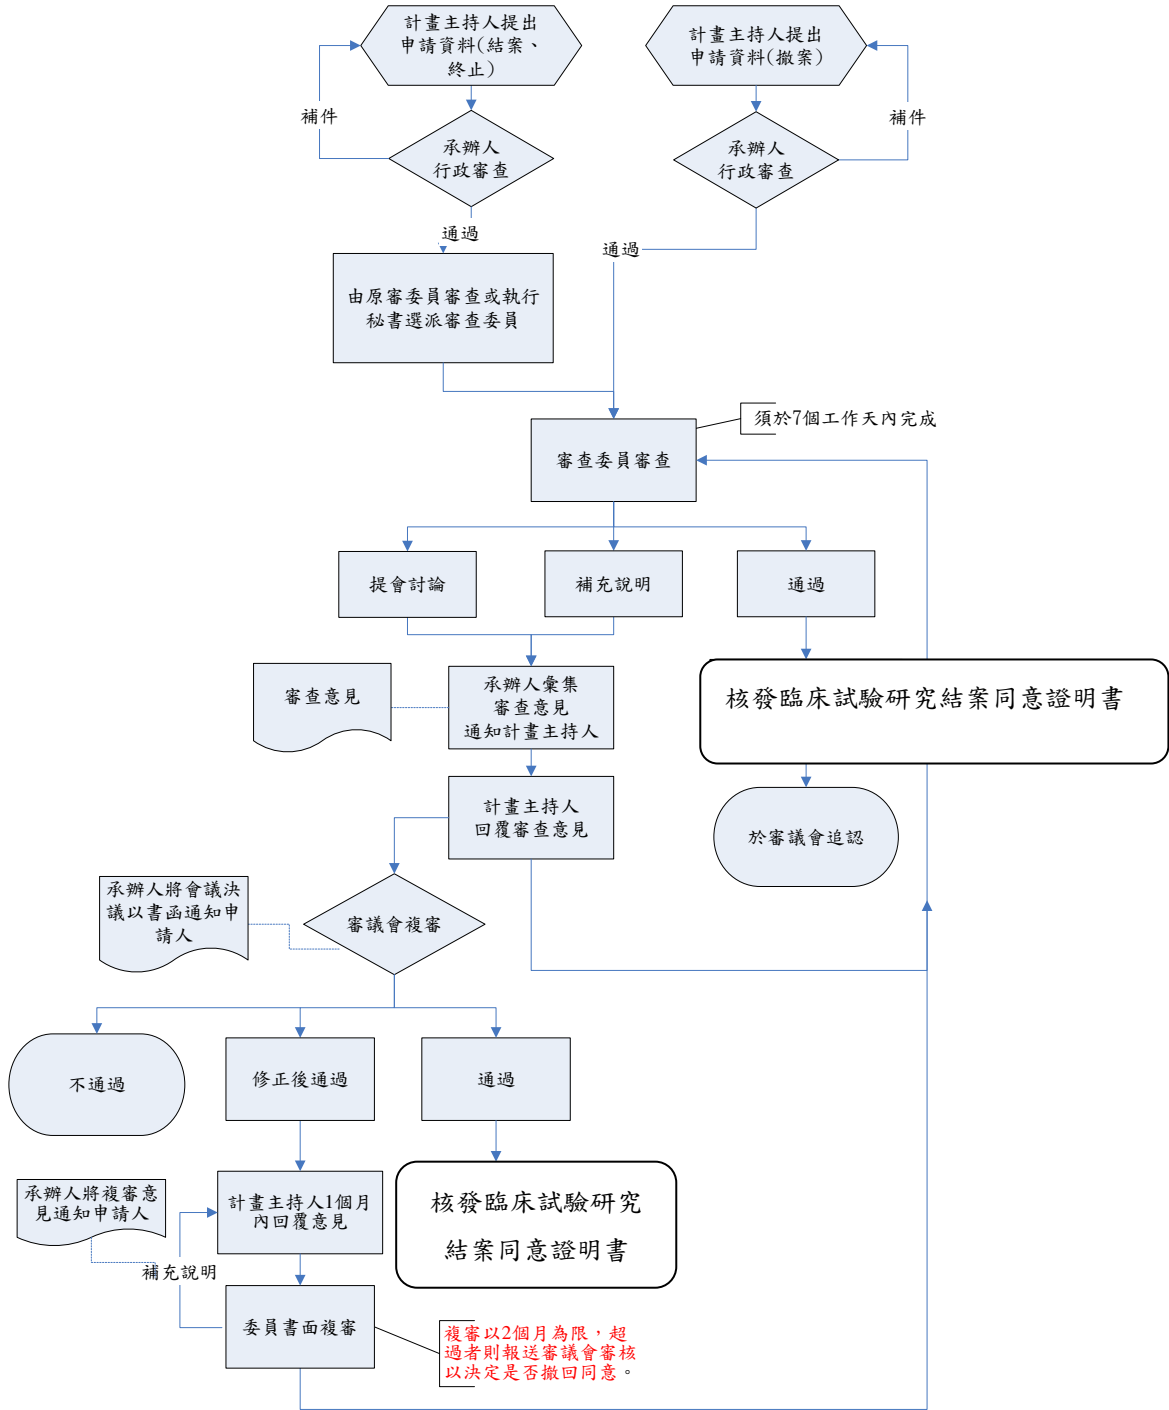 計畫主持人提出
申請資料(結案、
終止)
計畫主持人提出
申請資料(撤案)
補件
補件
承辦人
行政審查
承辦人
行政審查
通過
通過
由原審委員審查或執行
秘書選派審查委員
須於7個工作天內完成
審查委員審查
提會討論
補充說明
通過
審查意見
承辦人彙集
審查意見
通知計畫主持人
核發臨床試驗研究結案同意證明書
計畫主持人
回覆審查意見
於審議會追認
承辦人將會議決
議以書函通知申
請人
審議會複審
不通過
修正後通過
通過
承辦人將複審意
見通知申請人
計畫主持人1個月
內回覆意見
核發臨床試驗研究
結案同意證明書
補充說明
委員書面複審
複審以2個月為限，超
過者則報送審議會審核
以決定是否撤回同意。